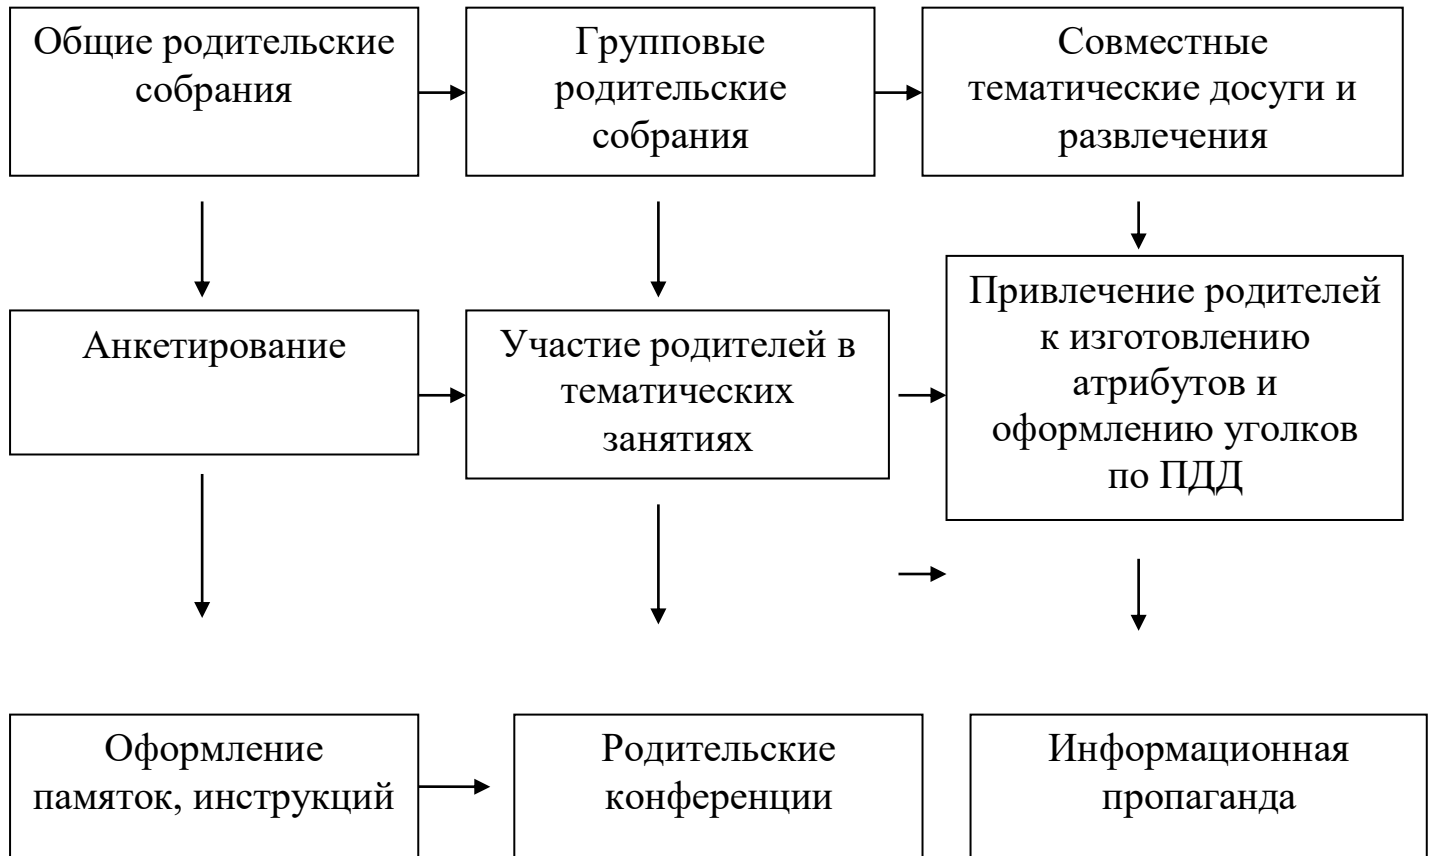 Общие родительские
собрания
Групповые
родительские
собрания
Совместные
тематические досуги и
развлечения
Анкетирование
Участие родителей в
тематических
занятиях
Привлечение родителей
к изготовлению
атрибутов и
оформлению уголков
по ПДД
Оформление
памяток, инструкций
Родительские
конференции
Информационная
пропаганда